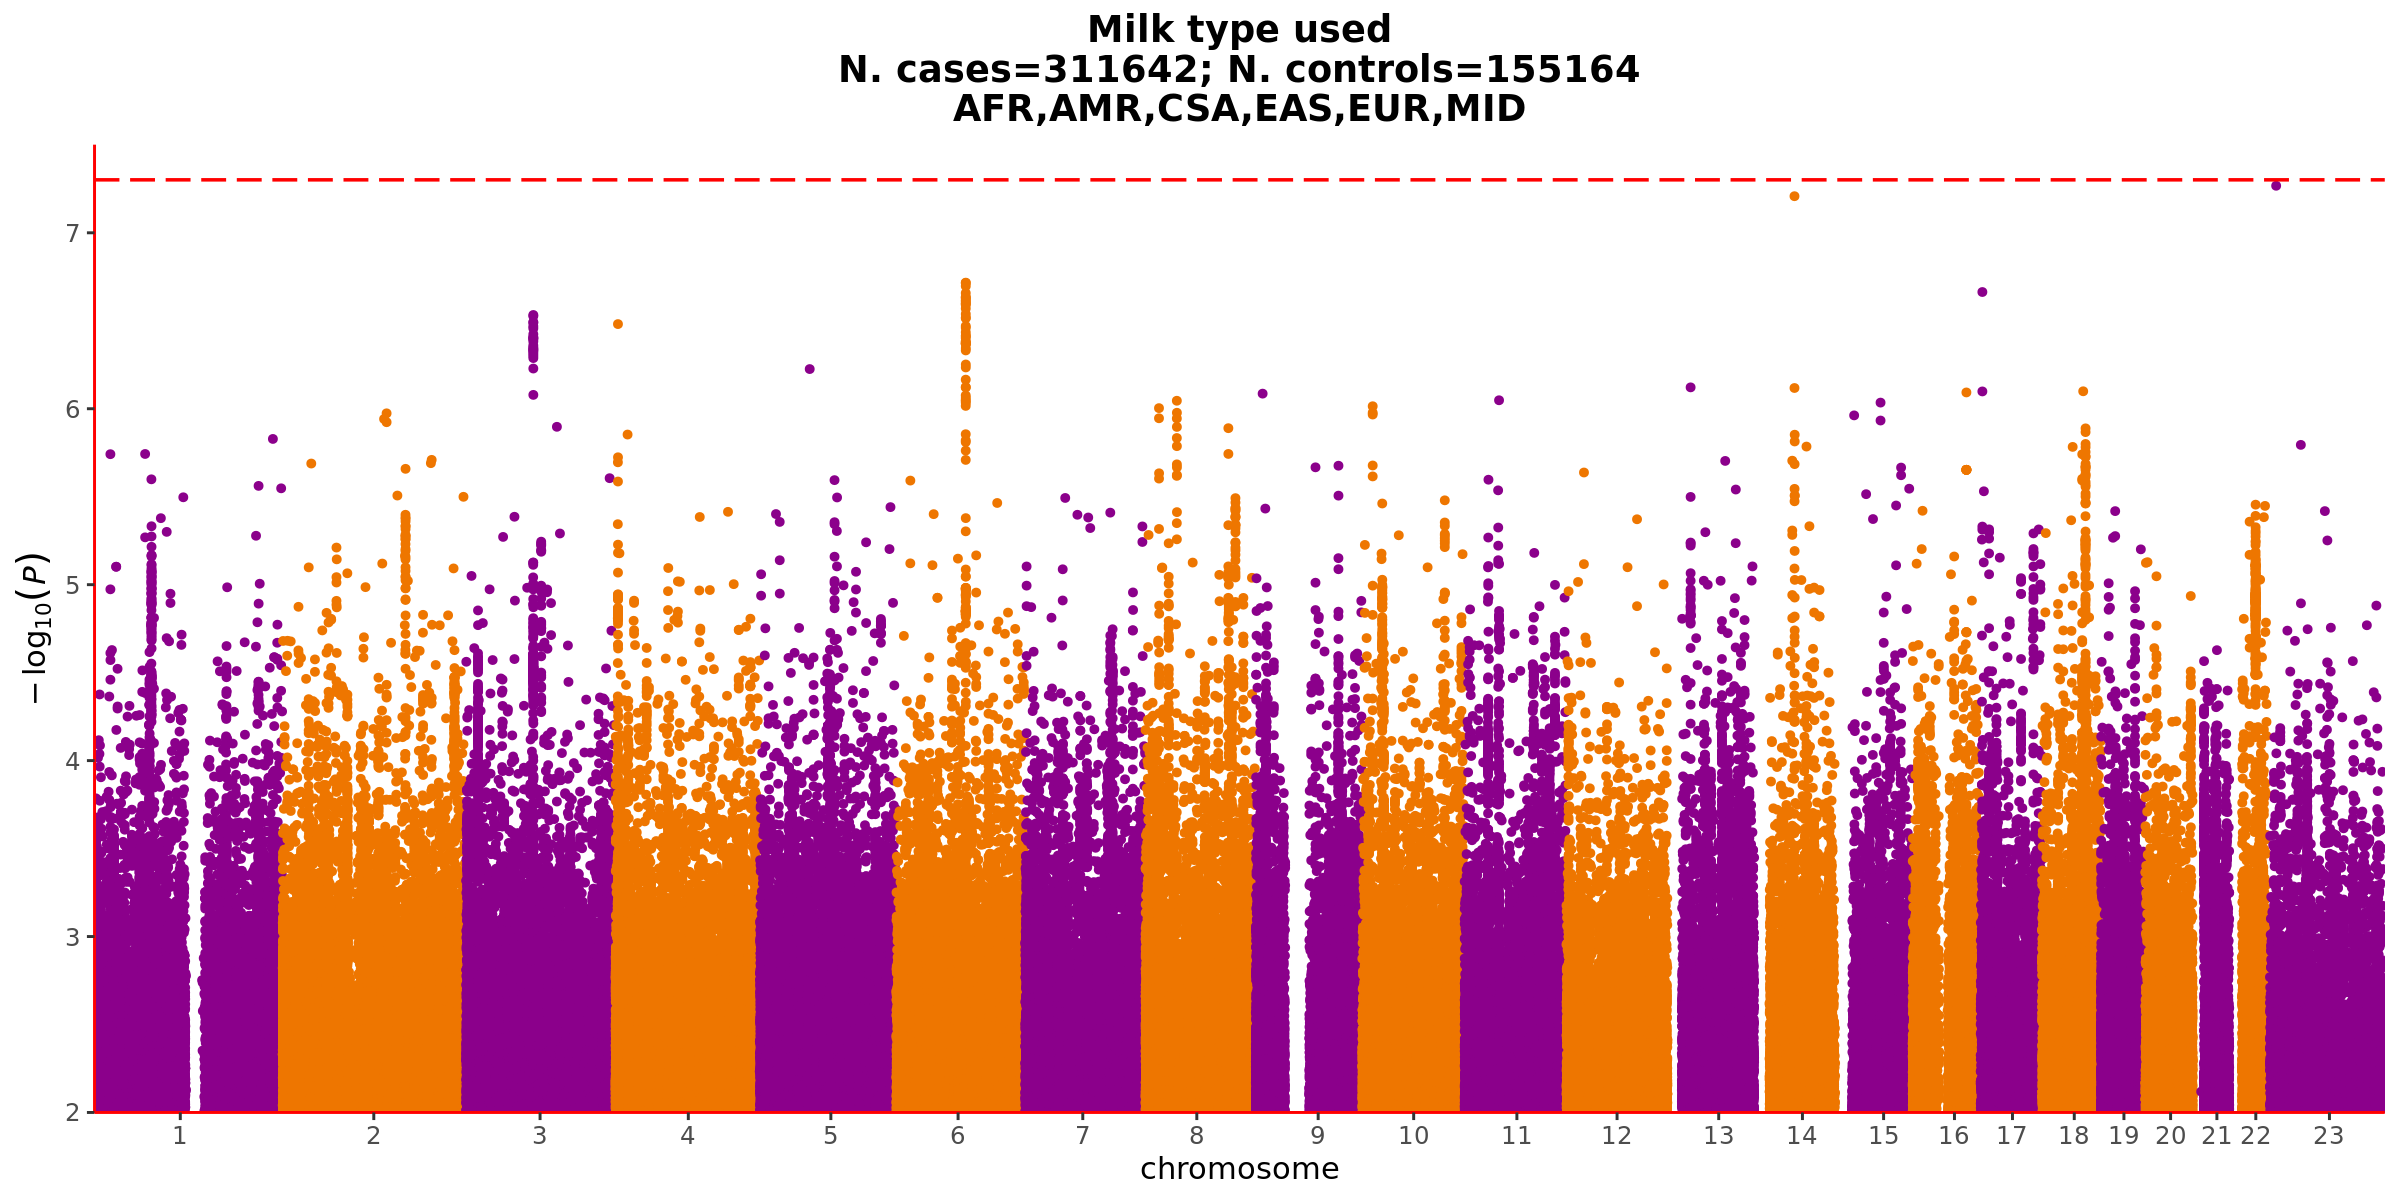 Milk type used
N. cases=311642; N. controls=155164
AFR,AMR,CSA,EAS,EUR,MID
7
6
5
4
3
2
−log10(P)
1 2 3 4 5 6 7 8 9 10 11 12 13 14 15 16 17 18 19 20 21 22 23
chromosome